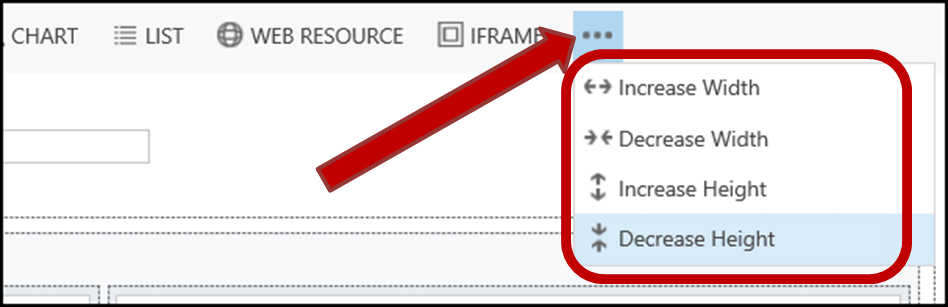 CHART LIST WEB RESOURCE IFRAME ...
Increase Width
Decrease Width
Increase Height
Decrease Height